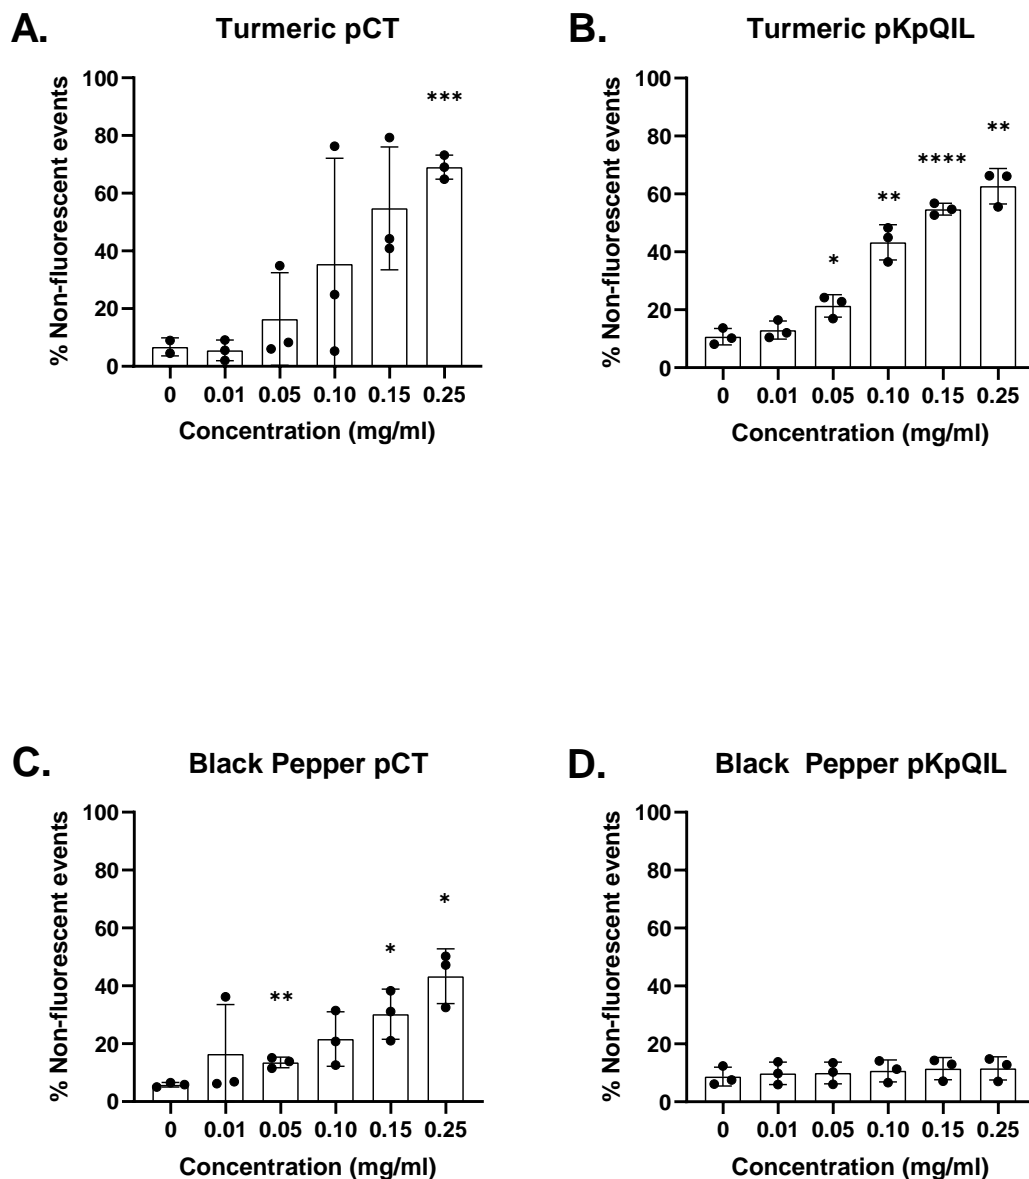 A.
Turmeric pCT
% Non-fluorescent events
100
80
60
40
20
0
***
0 0.01 0.05 0.10 0.15 0.25
Concentration (mg/ml)
B.
Turmeric pKpQIL
% Non-fluorescent events
100
80
60
40
20
0
*
**
****
**
0 0.01 0.05 0.10 0.15 0.25
Concentration (mg/ml)
C.
Black Pepper pCT
% Non-fluorescent events
100
80
60
40
20
0
**
*
*
0 0.01 0.05 0.10 0.15 0.25
Concentration (mg/ml)
D.
Black  Pepper pKpQIL
% Non-fluorescent events
100
80
60
40
20
0
0 0.01 0.05 0.10 0.15 0.25
Concentration (mg/ml)